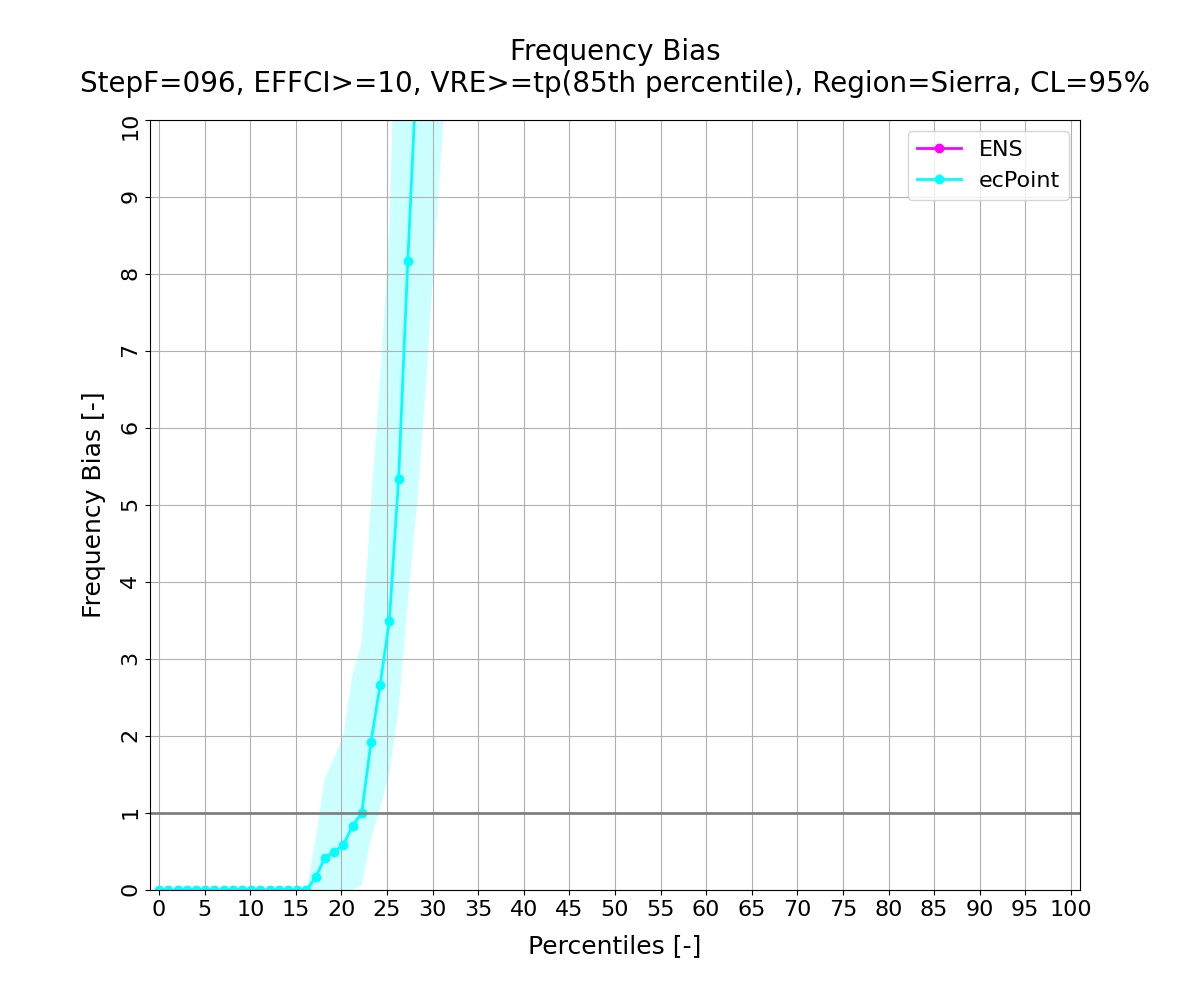 Frequency Bias
StepF=096, EFFCI>=10, VRE>=tp(85th percentile), Region=Sierra, CL=95%
ENS
ecPoint
Frequency Bias [-]
10
9
8
7
6
5
4
3
2
1
0
0 5 10 15 20 25 30 35 40 45 50 55 60 65 70 75 80 85 90 95 100
Percentiles [-]